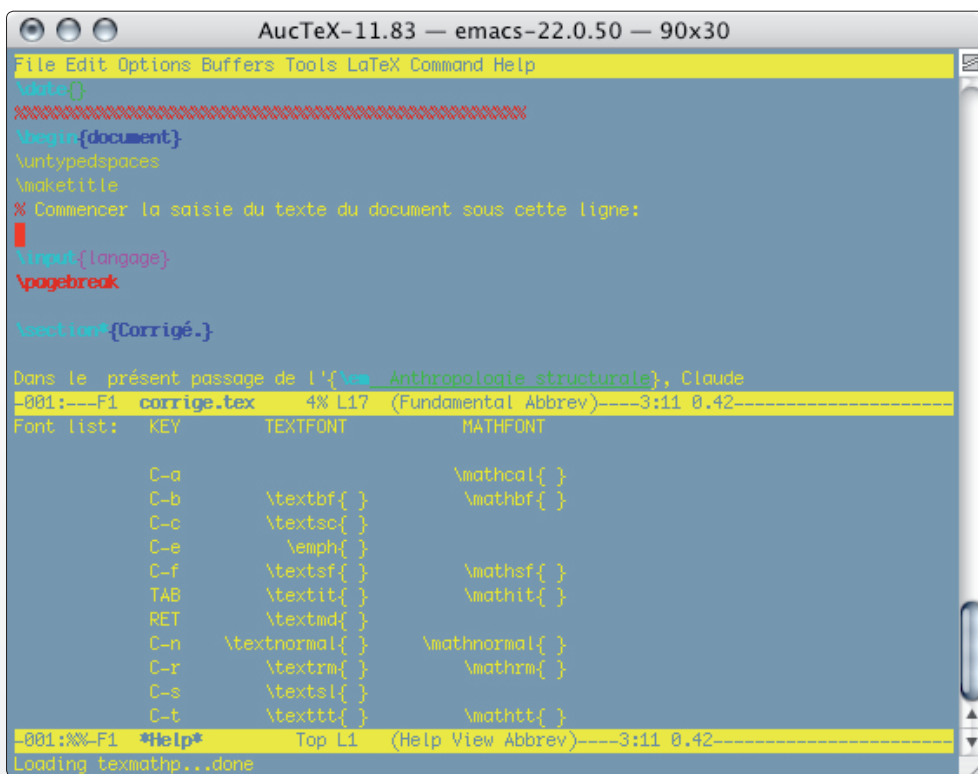 AucTeX-11.83 — emacs-22.0.50 — 90x30
File Edit Options Buffers Tools LaTeX Command Help
\date{}
%%%%%%%%%%%%%%%%%%%%%%%%%%%%%%%%%%%%%%%%%%%%%%%%%
\begin{document}
\untypedspaces
\maketitle
% Commencer la saisie du texte du document sous cette ligne:
\input{langage}
\pagebreak
\section*{Corrigé.}
Dans le  présent passage de l'{\em  Anthropologie structurale}, Claude
-001:---F1  corrige.tex     4% L17  (Fundamental Abbrev)----3:11 0.42---------------------
Font list:   KEY        TEXTFONT           MATHFONT
C-a                           \mathcal{ }
C-b        \textbf{ }         \mathbf{ }
C-c        \textsc{ }
C-e          \emph{ }
C-f        \textsf{ }         \mathsf{ }
TAB        \textit{ }         \mathit{ }
RET        \textmd{ }
C-n    \textnormal{ }     \mathnormal{ }
C-r        \textrm{ }         \mathrm{ }
C-s        \textsl{ }
C-t        \texttt{ }         \mathtt{ }
-001:%%-F1  *Help*         Top L1   (Help View Abbrev)----3:11 0.42-----------------------
Loading texmathp...done